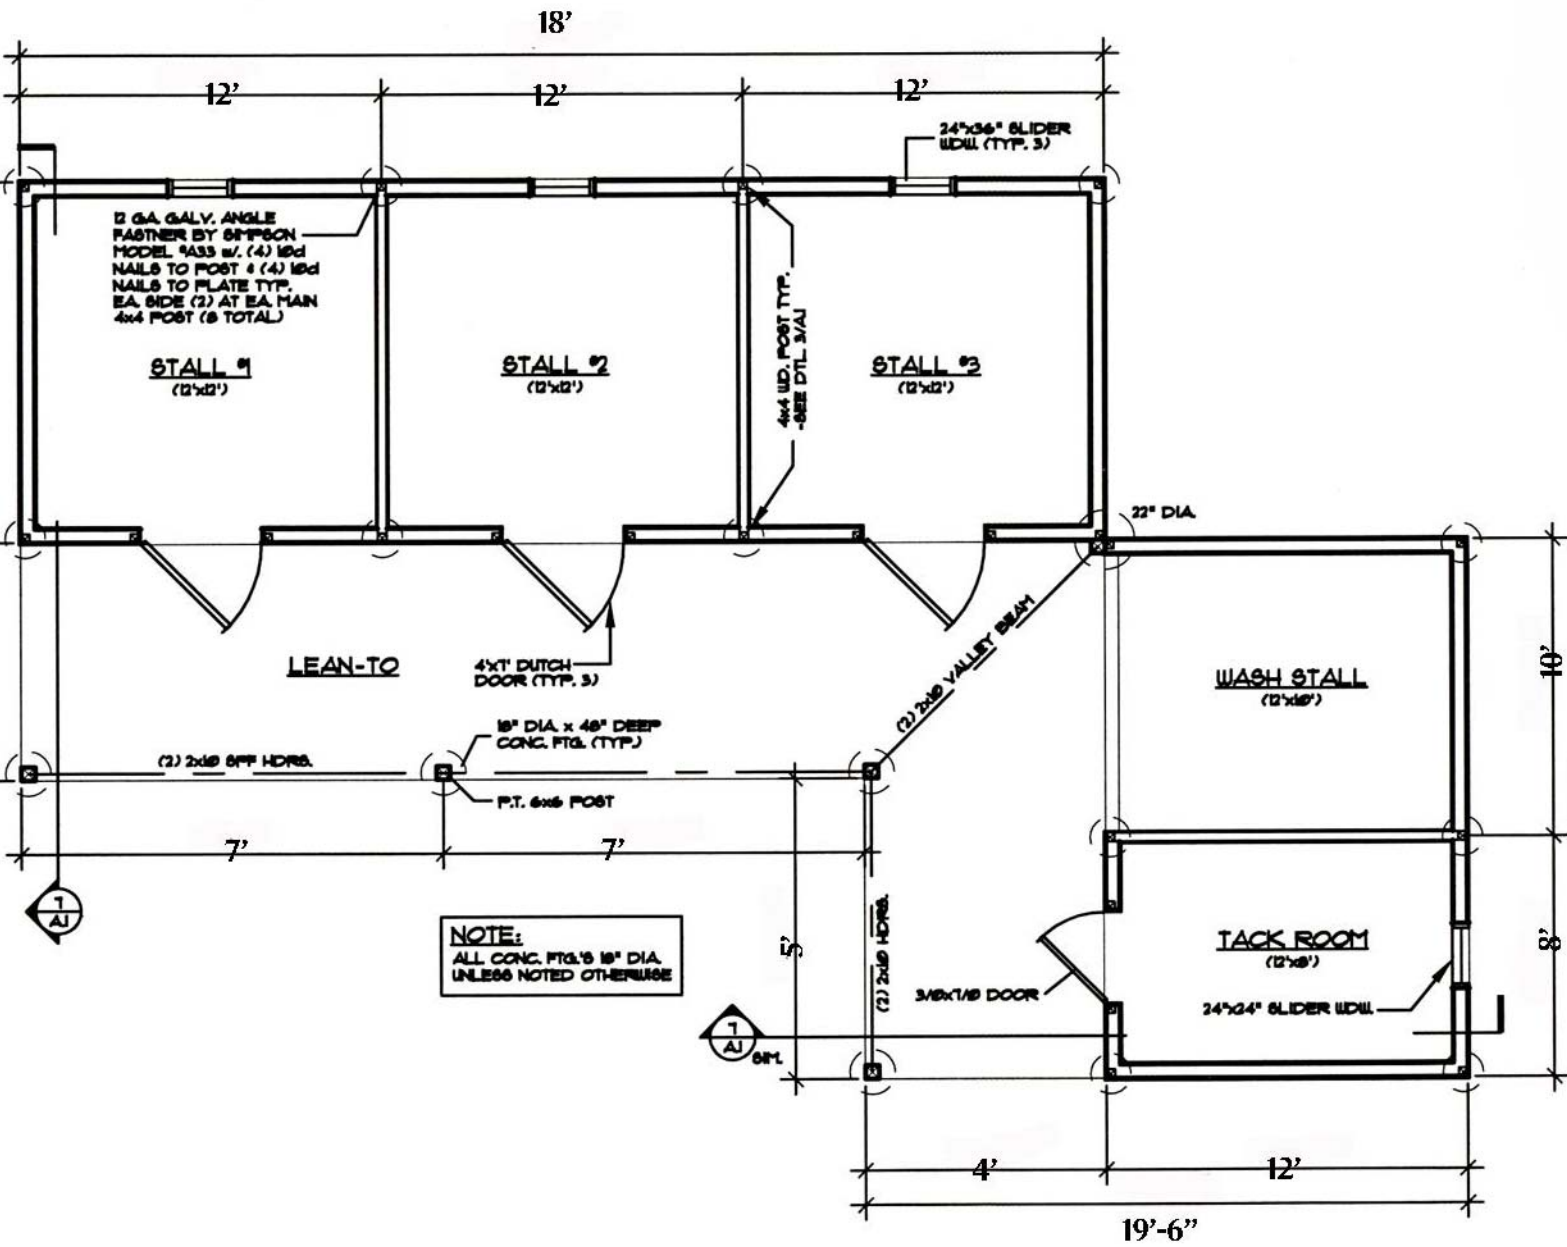 18'
12'
12'
12'
24"x36" SLIDER
WDW. (TYP. 3)
12 GA. GALV. ANGLE
FASTNER BY SIMPSON
MODEL #A33 w/. (4) 10d
NAILS TO POST & (4) 10d
NAILS TO PLATE TYP.
EA. SIDE (2) AT EA. MAIN
4x4 POST (8 TOTAL)
4x4 WD. POST TYP.
-SEE DTL. 3/A1
STALL #1
(12'x12')
STALL #2
(12'x12')
STALL #3
(12'x12')
22" DIA.
LEAN-TO
4'x7' DUTCH
DOOR (TYP. 3)
(2) 2x10 VALLEY BEAM
WASH STALL
(12'x10')
10'
18" DIA. x 48" DEEP
CONC. FTG. (TYP.)
(2) 2x10 SPF HDRS.
P.T. 6x6 POST
7'
7'
1
A1
NOTE:
ALL CONC. FTG.'S 18" DIA.
UNLESS NOTED OTHERWISE
5'
(2) 2x10 HDRS.
TACK ROOM
(12'x8')
8'
3/0x7/0 DOOR
24"x24" SLIDER WDW.
1
A1
SIM.
4'
12'
19'-6"